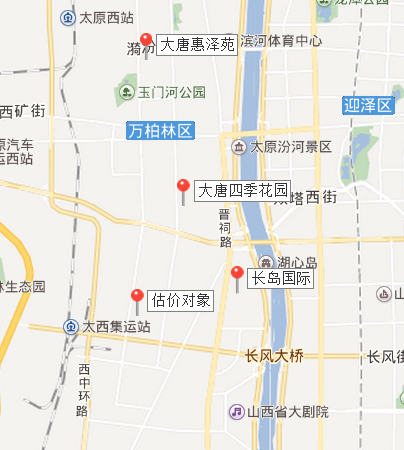 龙潭公园
太原西站
漪汾
大唐惠泽苑
滨河体育中心
玉门河公园
迎泽区
西矿街
万柏林区
原汽车
运西站
太原汾河景区
大唐四季花园
塔西街
晋祠路
湖心岛
长岛国际
林生态园
估价对象
山
太西集运站
长风大桥
长风街
西中环路
山西省大剧院